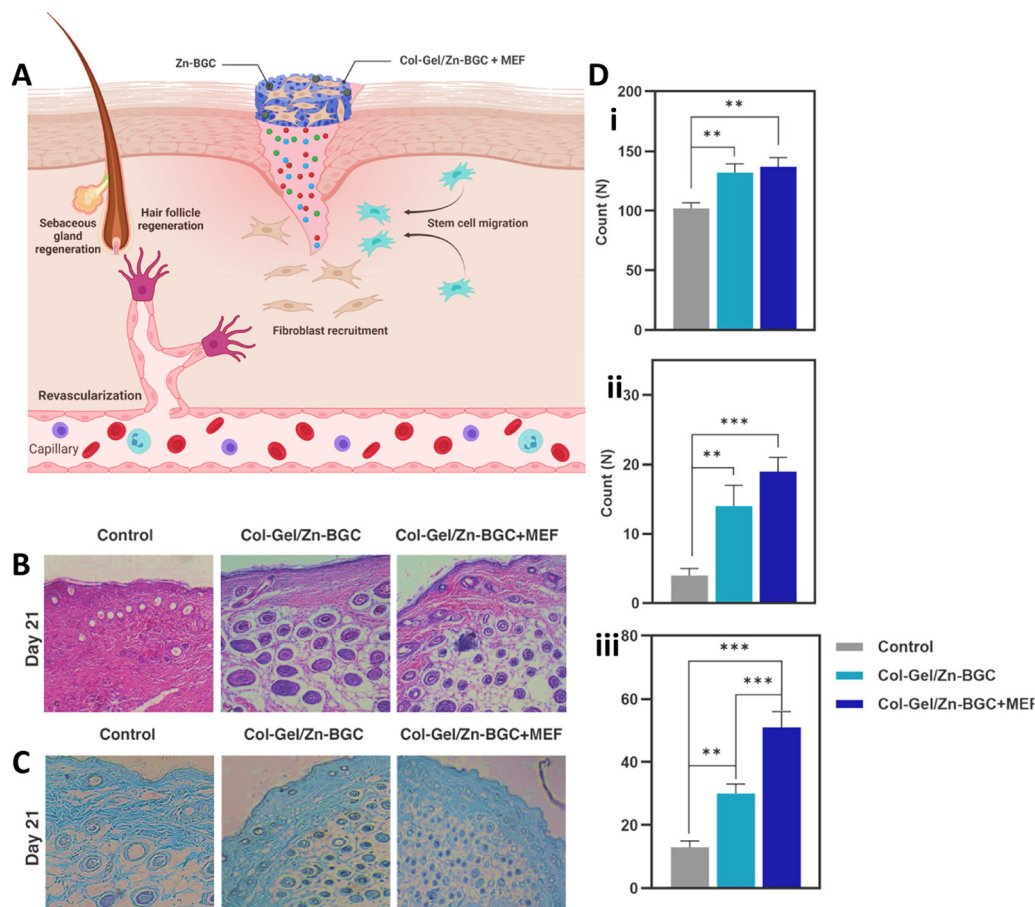 A
Zn-BGC
Col-Gel/Zn-BGC + MEF
Sebaceous
gland
regeneration
Hair follicle
regeneration
Stem cell migration
Fibroblast recruitment
Revascularization
Capillary
B
Control
Col-Gel/Zn-BGC
Col-Gel/Zn-BGC+MEF
Day 21
C
Control
Col-Gel/Zn-BGC
Col-Gel/Zn-BGC+MEF
Day 21
D
i
200
150
100
50
0
Count (N)
**
**
ii
30
20
10
0
Count (N)
***
**
iii
80
60
40
20
0
***
***
**
Control
Col-Gel/Zn-BGC
Col-Gel/Zn-BGC+MEF